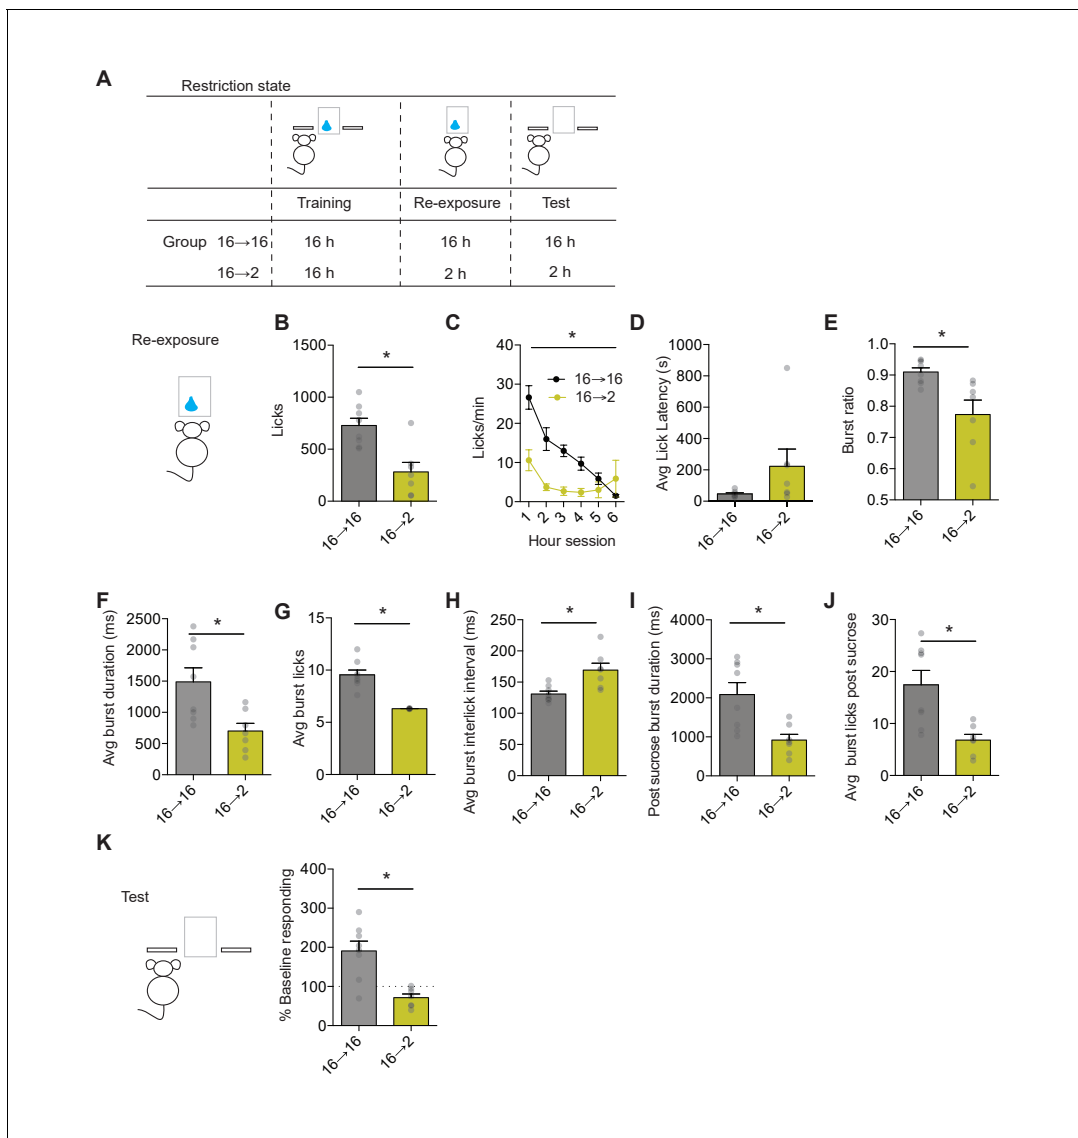 A
Restriction state
Training Re-exposure Test
Group 16→16 16 h 16 h 16 h
16→2 16 h 2 h 2 h
Re-exposure
B
Licks
1500
1000
500
0
*
16→16 16→2
C
Licks/min
40
30
20
10
0
*
16→16
16→2
1 2 3 4 5 6
Hour session
D
Avg Lick Latency (s)
1000
800
600
400
200
0
16→16 16→2
E
Burst ratio
1.0
0.9
0.8
0.7
0.6
0.5
*
16→16 16→2
F
Avg burst duration (ms)
2500
2000
1500
1000
500
0
*
16→16 16→2
G
Avg burst licks
15
10
5
0
*
16→16 16→2
H
Avg burst interlick interval (ms)
250
200
150
100
50
0
*
16→16 16→2
I
Post sucrose burst duration (ms)
4000
3000
2000
1000
0
*
16→16 16→2
J
Avg burst licks post sucrose
30
20
10
0
*
16→16 16→2
K
Test
% Baseline responding
400
300
200
100
0
*
16→16 16→2